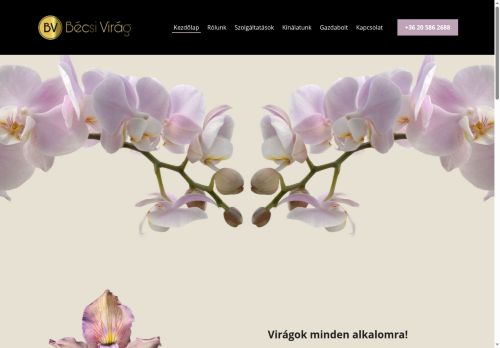 BV Bécsi Virág
Kezdőlap Rólunk Szolgáltatások Kínálatunk Gazdabolt Kapcsolat +36 20 586 2688
Virágok minden alkalomra!